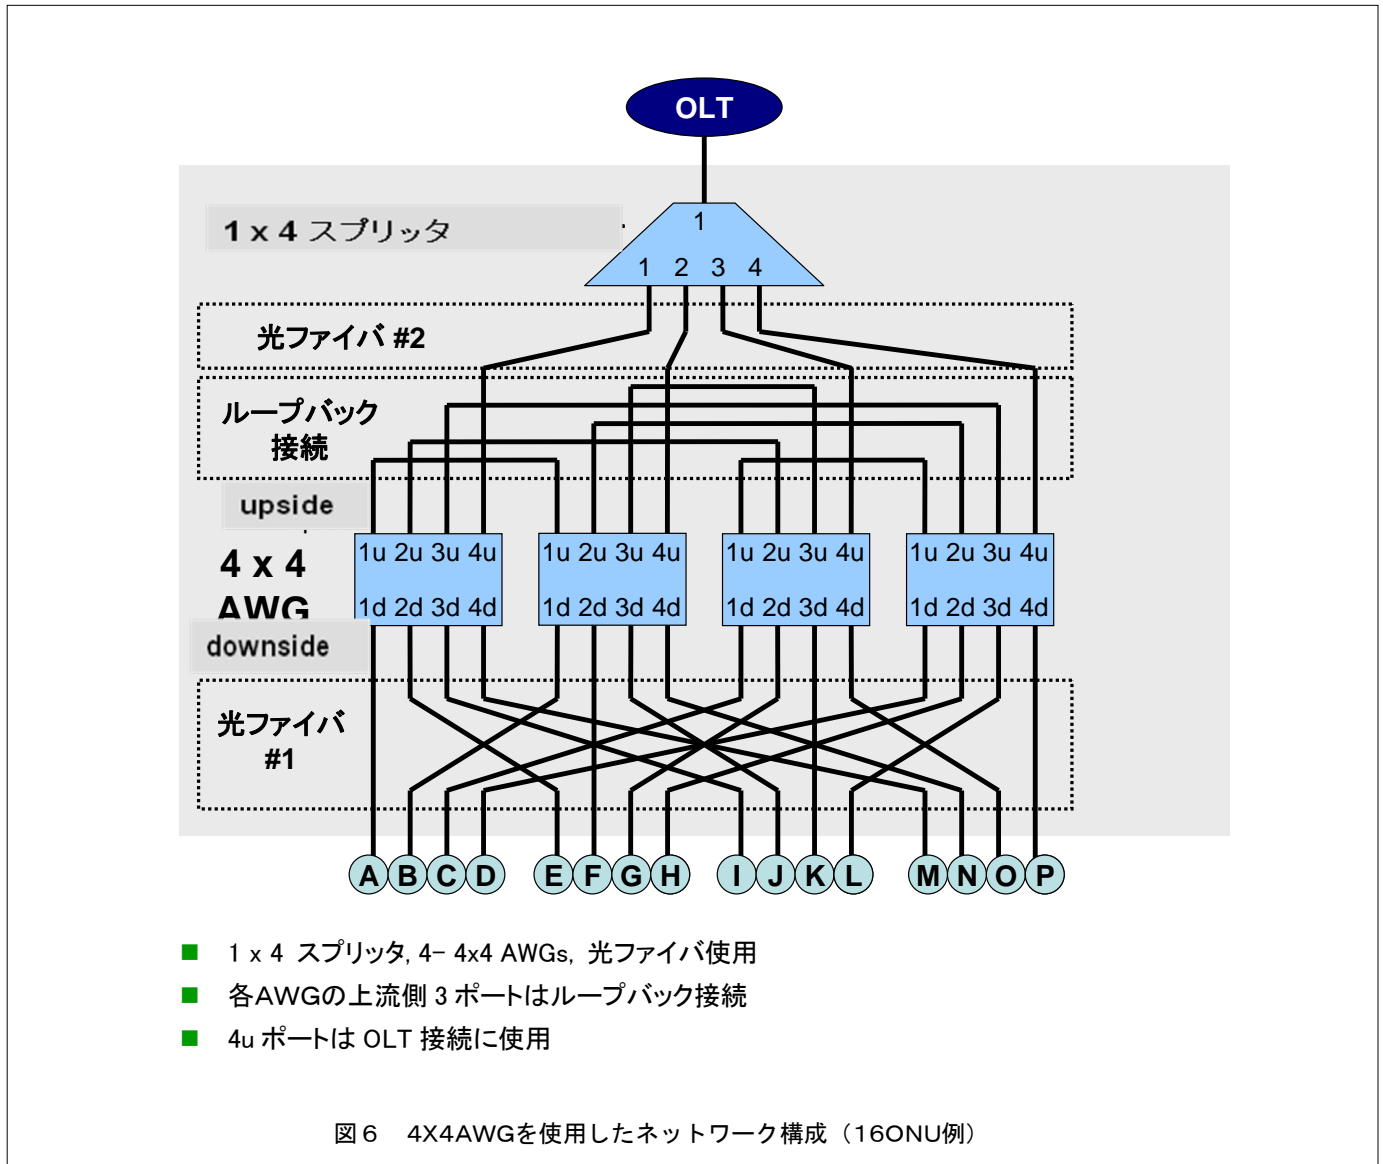 OLT
1 x 4 スプリッタ
1
1 2 3 4
光ファイバ #2
ループバック
接続
upside
4 x 4
AWG
downside
1u 2u 3u 4u
1d 2d 3d 4d
1u 2u 3u 4u
1d 2d 3d 4d
1u 2u 3u 4u
1d 2d 3d 4d
1u 2u 3u 4u
1d 2d 3d 4d
光ファイバ
#1
A B C D E F G H I J K L M N O P
1 x 4 スプリッタ, 4- 4x4 AWGs, 光ファイバ使用
各AWGの上流側 3 ポートはループバック接続
4u ポートは OLT 接続に使用
図6 4X4AWGを使用したネットワーク構成（16ONU例）